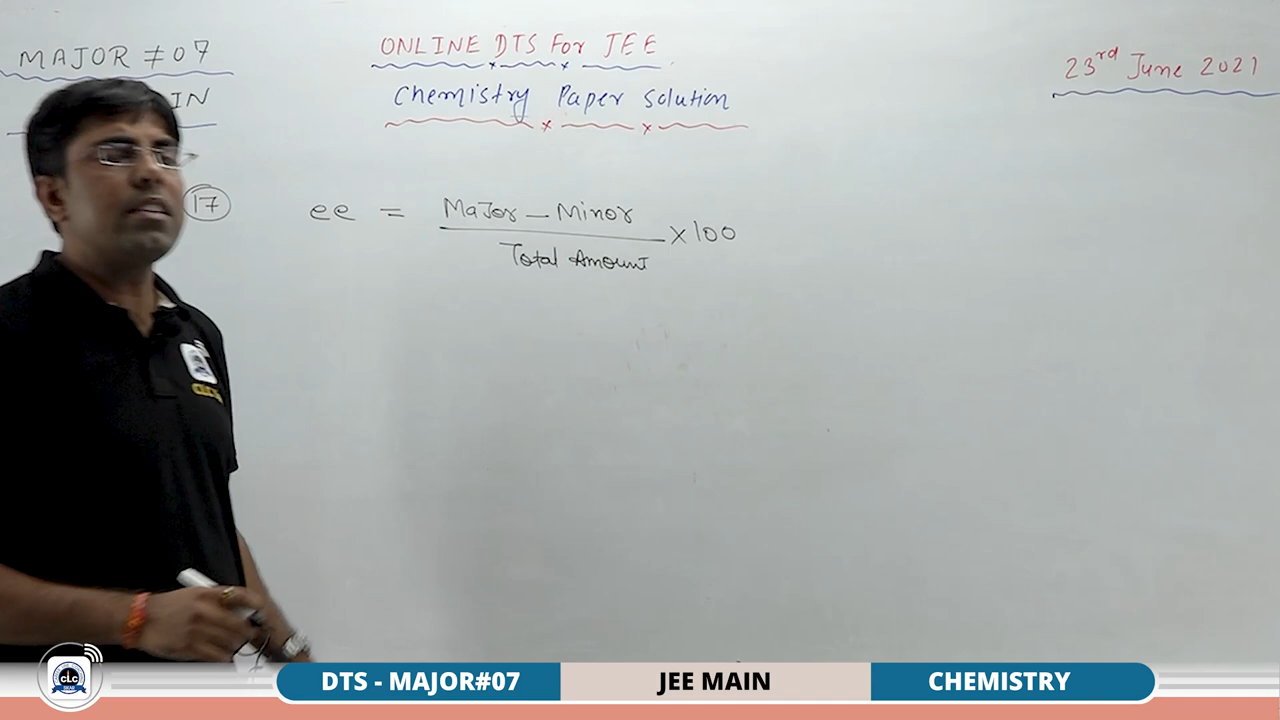 MAJOR # 07
IN
ONLINE DTS For JEE
Chemistry Paper Solution
23rd June 2021
17
ee = Major - Minor / Total Amount × 100
CLC
DTS - MAJOR#07
JEE MAIN
CHEMISTRY